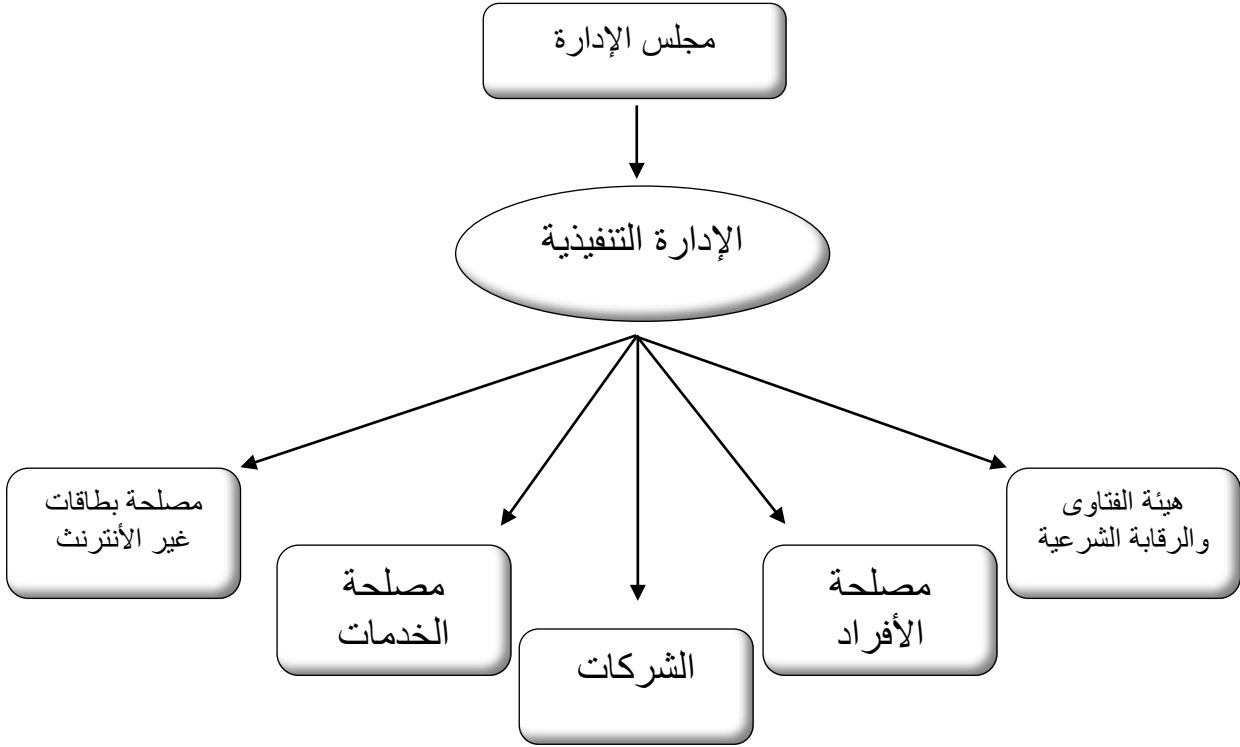 مجلس الإدارة
الإدارة التنفيذية
هيئة الفتاوى
والرقابة الشرعية
مصلحة
الأفراد
الشركات
مصلحة
الخدمات
مصلحة بطاقات
غير الأنترنث